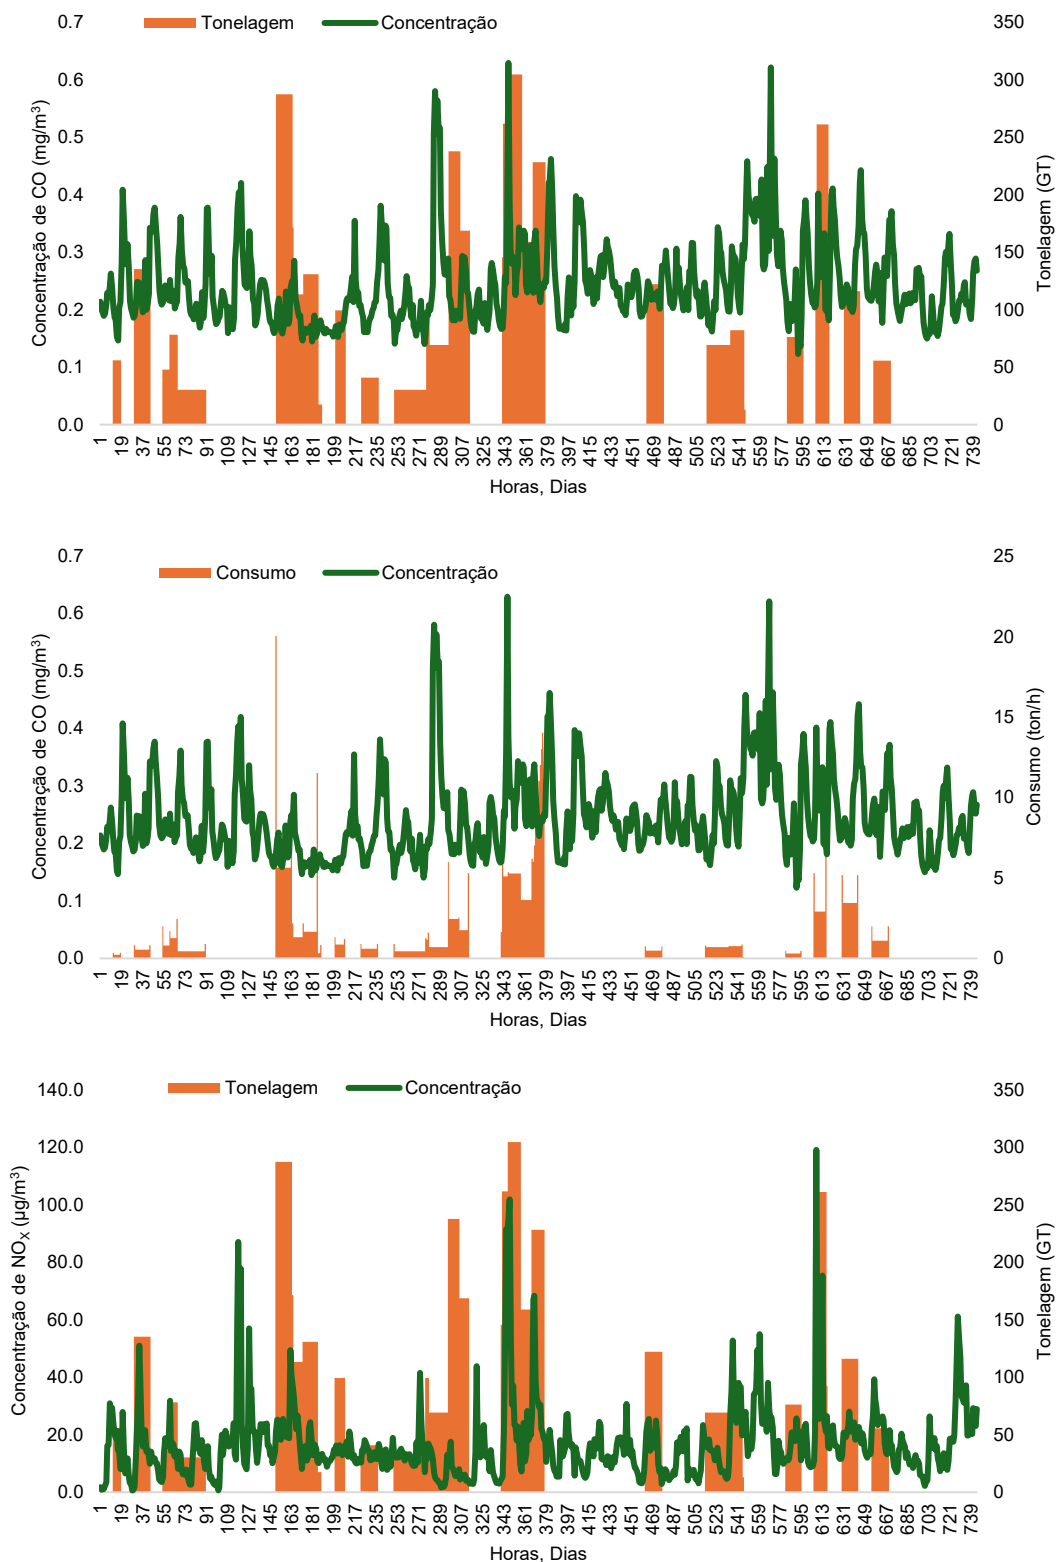 Tonelagem Concentração
0.7 350
0.6 300
0.5 250
0.4 200
0.3 150
0.2 100
0.1 50
0.0 0
Concentração de CO (mg/m³)
Tonelagem (GT)
1 19 37 55 73 91 109 127 145 163 181 199 217 235 253 271 289 307 325 343 361 379 397 415 433 451 469 487 505 523 541 559 577 595 613 631 649 667 685 703 721 739
Horas, Dias
Consumo Concentração
0.7 25
0.6 20
0.5 15
0.4 10
0.3 5
0.2 0
0.1
0.0
Concentração de CO (mg/m³)
Consumo (ton/h)
1 19 37 55 73 91 109 127 145 163 181 199 217 235 253 271 289 307 325 343 361 379 397 415 433 451 469 487 505 523 541 559 577 595 613 631 649 667 685 703 721 739
Horas, Dias
Tonelagem Concentração
140.0 350
120.0 300
100.0 250
80.0 200
60.0 150
40.0 100
20.0 50
0.0 0
Concentração de NOX (µg/m³)
Tonelagem (GT)
1 19 37 55 73 91 109 127 145 163 181 199 217 235 253 271 289 307 325 343 361 379 397 415 433 451 469 487 505 523 541 559 577 595 613 631 649 667 685 703 721 739
Horas, Dias